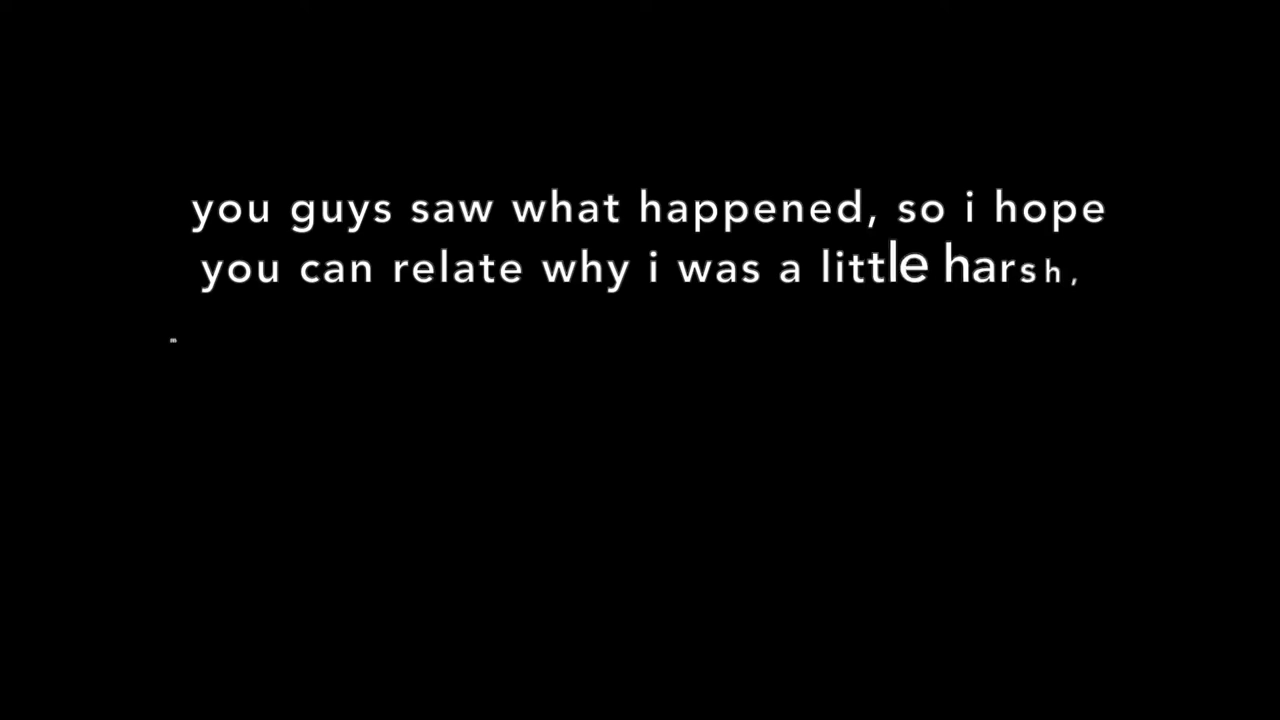 you guys saw what happened, so i hope
you can relate why i was a little harsh,
m